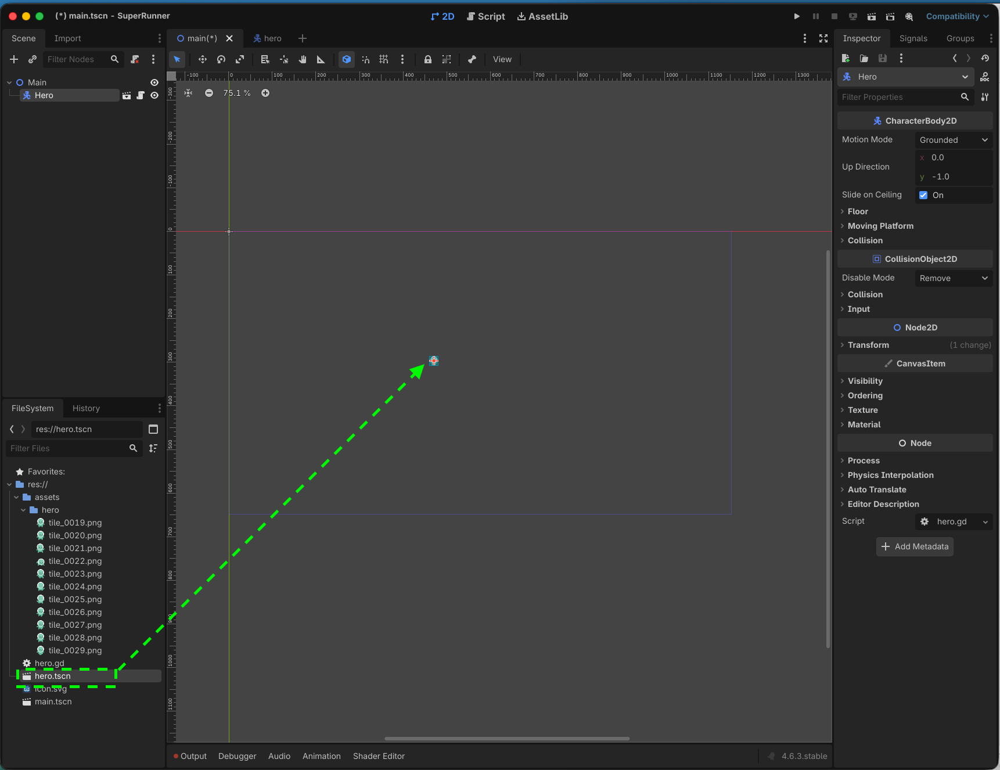 (*) main.tscn - SuperRunner
2D Script AssetLib
Compatibility
Scene Import
Filter Nodes
Main
Hero
main(*) hero
View
-100 0 100 200 300 400 500 600 700 800 900 1000 1100 1200 1300
75.1 %
-300
-200
-100
0
100
200
300
400
500
600
700
800
900
1000
1100
FileSystem History
res://hero.tscn
Filter Files
Favorites:
res://
assets
hero
tile_0019.png
tile_0020.png
tile_0021.png
tile_0022.png
tile_0023.png
tile_0024.png
tile_0025.png
tile_0026.png
tile_0027.png
tile_0028.png
tile_0029.png
hero.gd
hero.tscn
icon.svg
main.tscn
Output Debugger Audio Animation Shader Editor
4.6.3.stable
Inspector Signals Groups
Hero
DOC
Filter Properties
CharacterBody2D
Motion Mode Grounded
Up Direction
x 0.0
y -1.0
Slide on Ceiling On
Floor
Moving Platform
Collision
CollisionObject2D
Disable Mode Remove
Collision
Input
Node2D
Transform (1 change)
CanvasItem
Visibility
Ordering
Texture
Material
Node
Process
Physics Interpolation
Auto Translate
Editor Description
Script hero.gd
Add Metadata